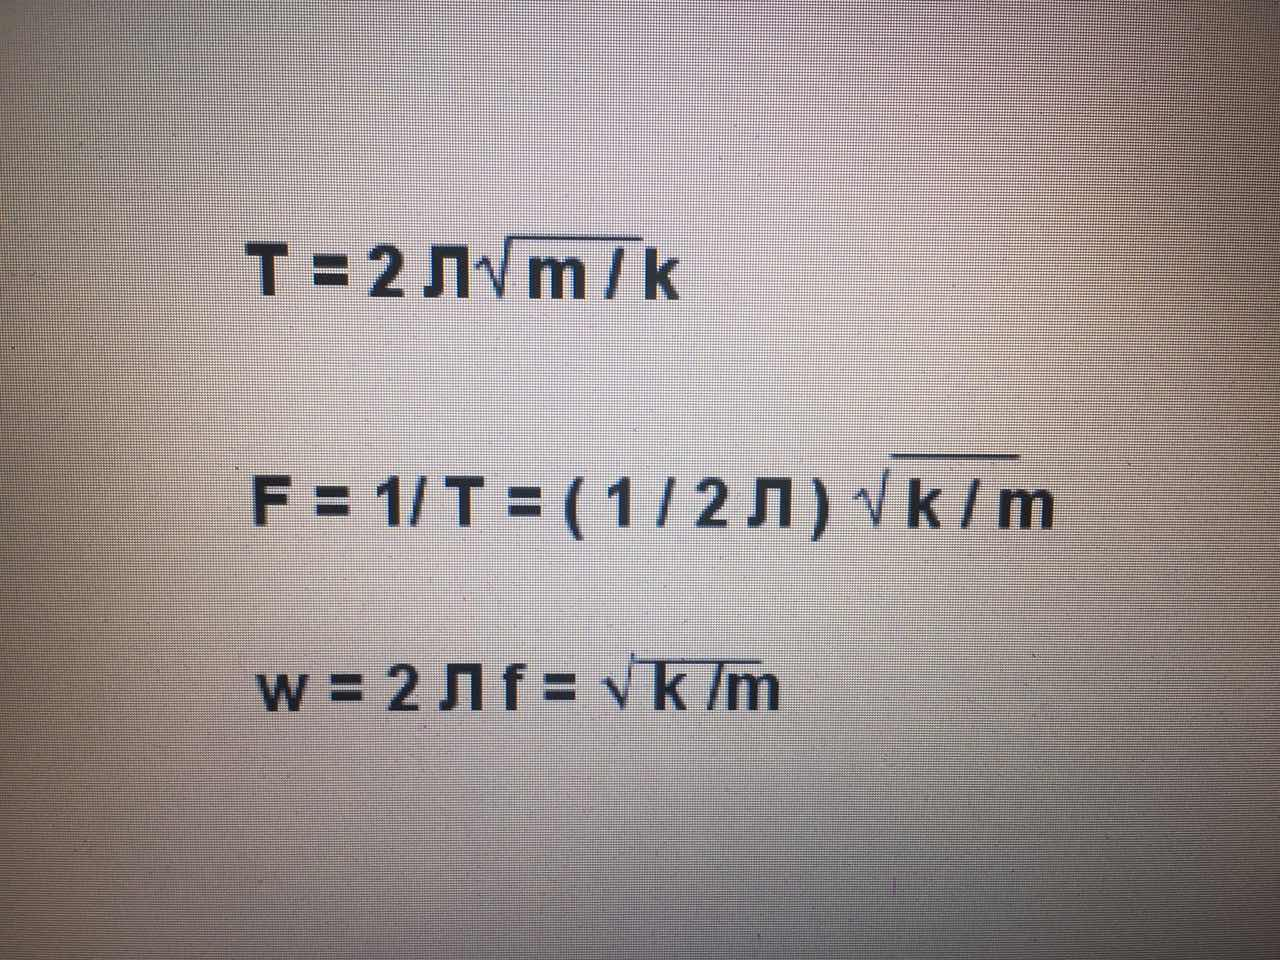 T = 2 Л√m / k
F = 1/ T = ( 1 / 2 Л ) √k / m
w = 2 Л f = √k /m